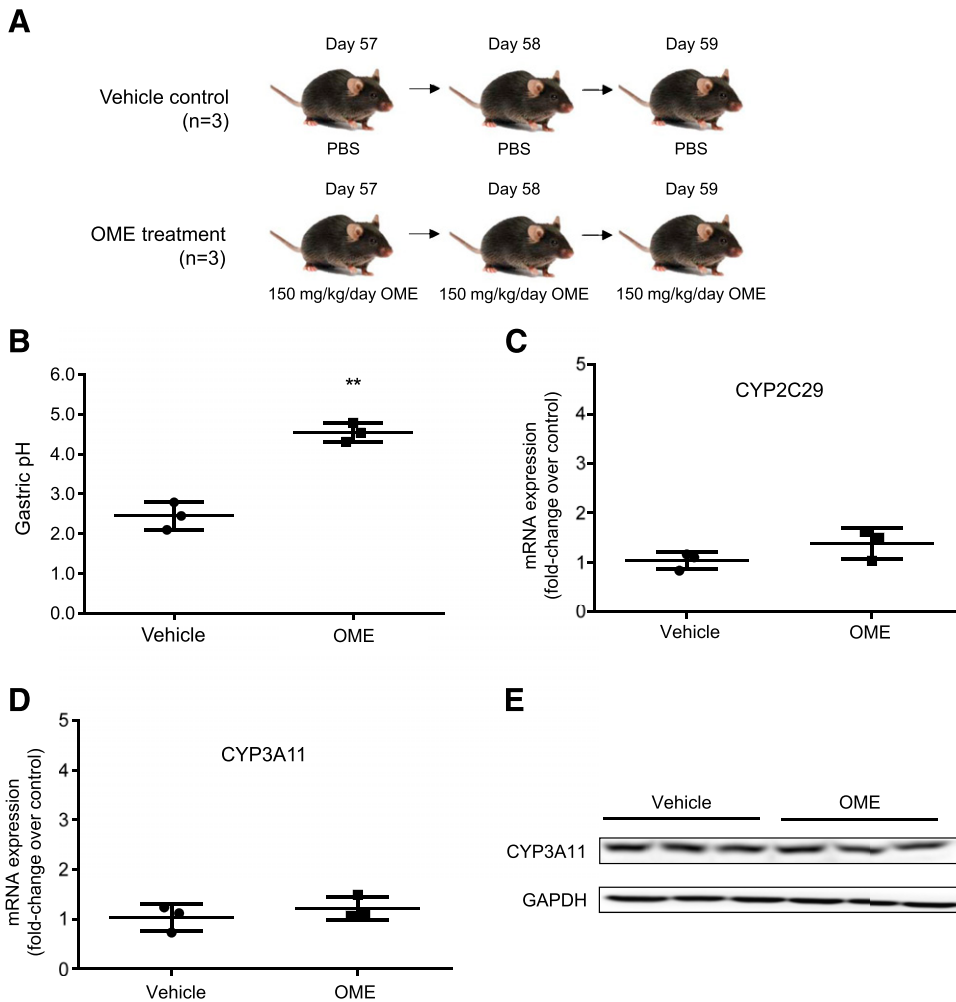 A
Day 57 Day 58 Day 59
Vehicle control
(n=3)
PBS PBS PBS
Day 57 Day 58 Day 59
OME treatment
(n=3)
150 mg/kg/day OME 150 mg/kg/day OME 150 mg/kg/day OME
B
Gastric pH
6.0
5.0
4.0
3.0
2.0
1.0
0.0
**
Vehicle OME
C
mRNA expression
(fold-change over control)
5
4
3
2
1
0
CYP2C29
Vehicle OME
D
mRNA expression
(fold-change over control)
5
4
3
2
1
0
CYP3A11
Vehicle OME
E
Vehicle OME
CYP3A11
GAPDH